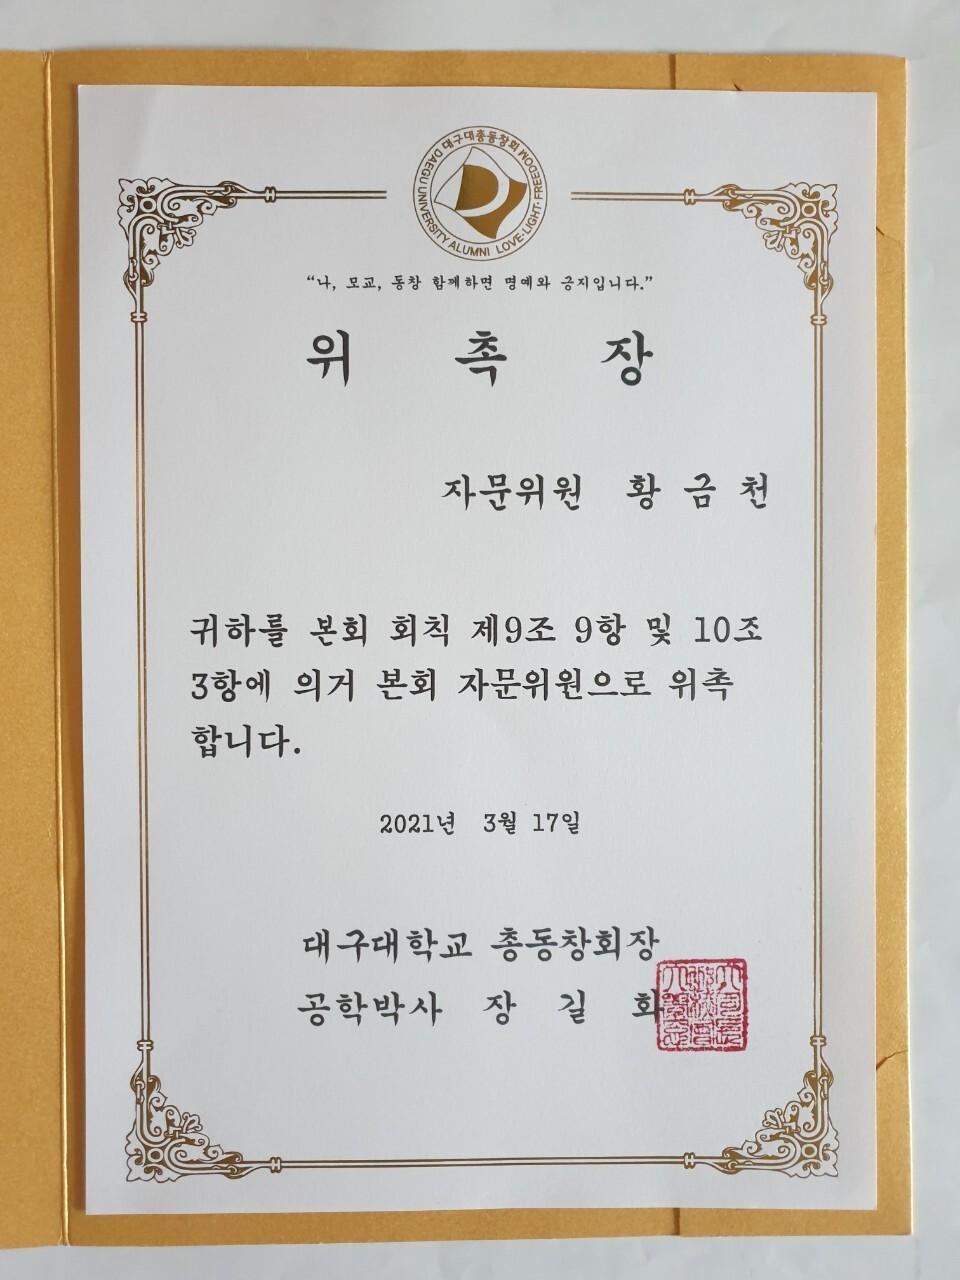 대구대총동창회
DAEGU UNIVERSITY ALUMNI LOVE·LIGHT·FREEDOM
“나, 모교, 동창 함께하면 명예와 긍지입니다.”
위 촉 장
자문위원 황 금 천
귀하를 본회 회칙 제9조 9항 및 10조
3항에 의거 본회 자문위원으로 위촉
합니다.
2021년 3월 17일
대구대학교 총동창회장
공학박사 장 길 화